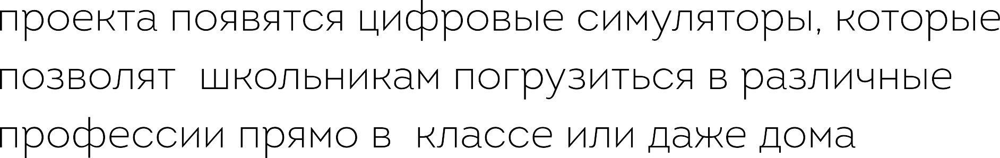 проекта появятся цифровые симуляторы, которые
позволят школьникам погрузиться в различные
профессии прямо в классе или даже дома